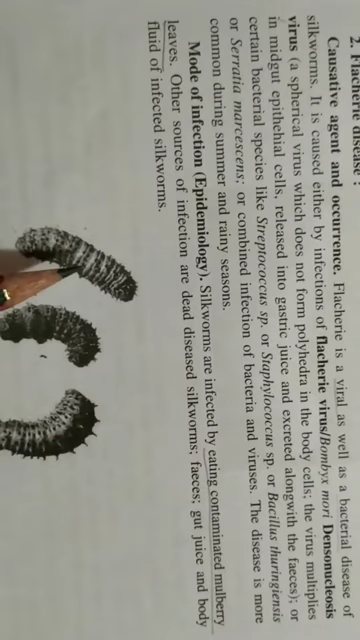 2. Flacherie disease :
Causative agent and occurrence. Flacherie is a viral as well as a bacterial disease of
silkworms. It is caused either by infections of flacherie virus/Bombyx mori Densonucleosis
virus (a spherical virus which does not form polyhedra in the body cells; the virus multiplies
in midgut epithehial cells, released into gastric juice and excreted alongwith the faeces); or
certain bacterial species like Streptococcus sp. or Staphylococcus sp. or Bacillus thuringiensis
or Serratia marcescens; or combined infection of bacteria and viruses. The disease is more
common during summer and rainy seasons.
Mode of infection (Epidemiology). Silkworms are infected by eating contaminated mulberry
leaves. Other sources of infection are dead diseased silkworms; faeces; gut juice and body
fluid of infected silkworms.